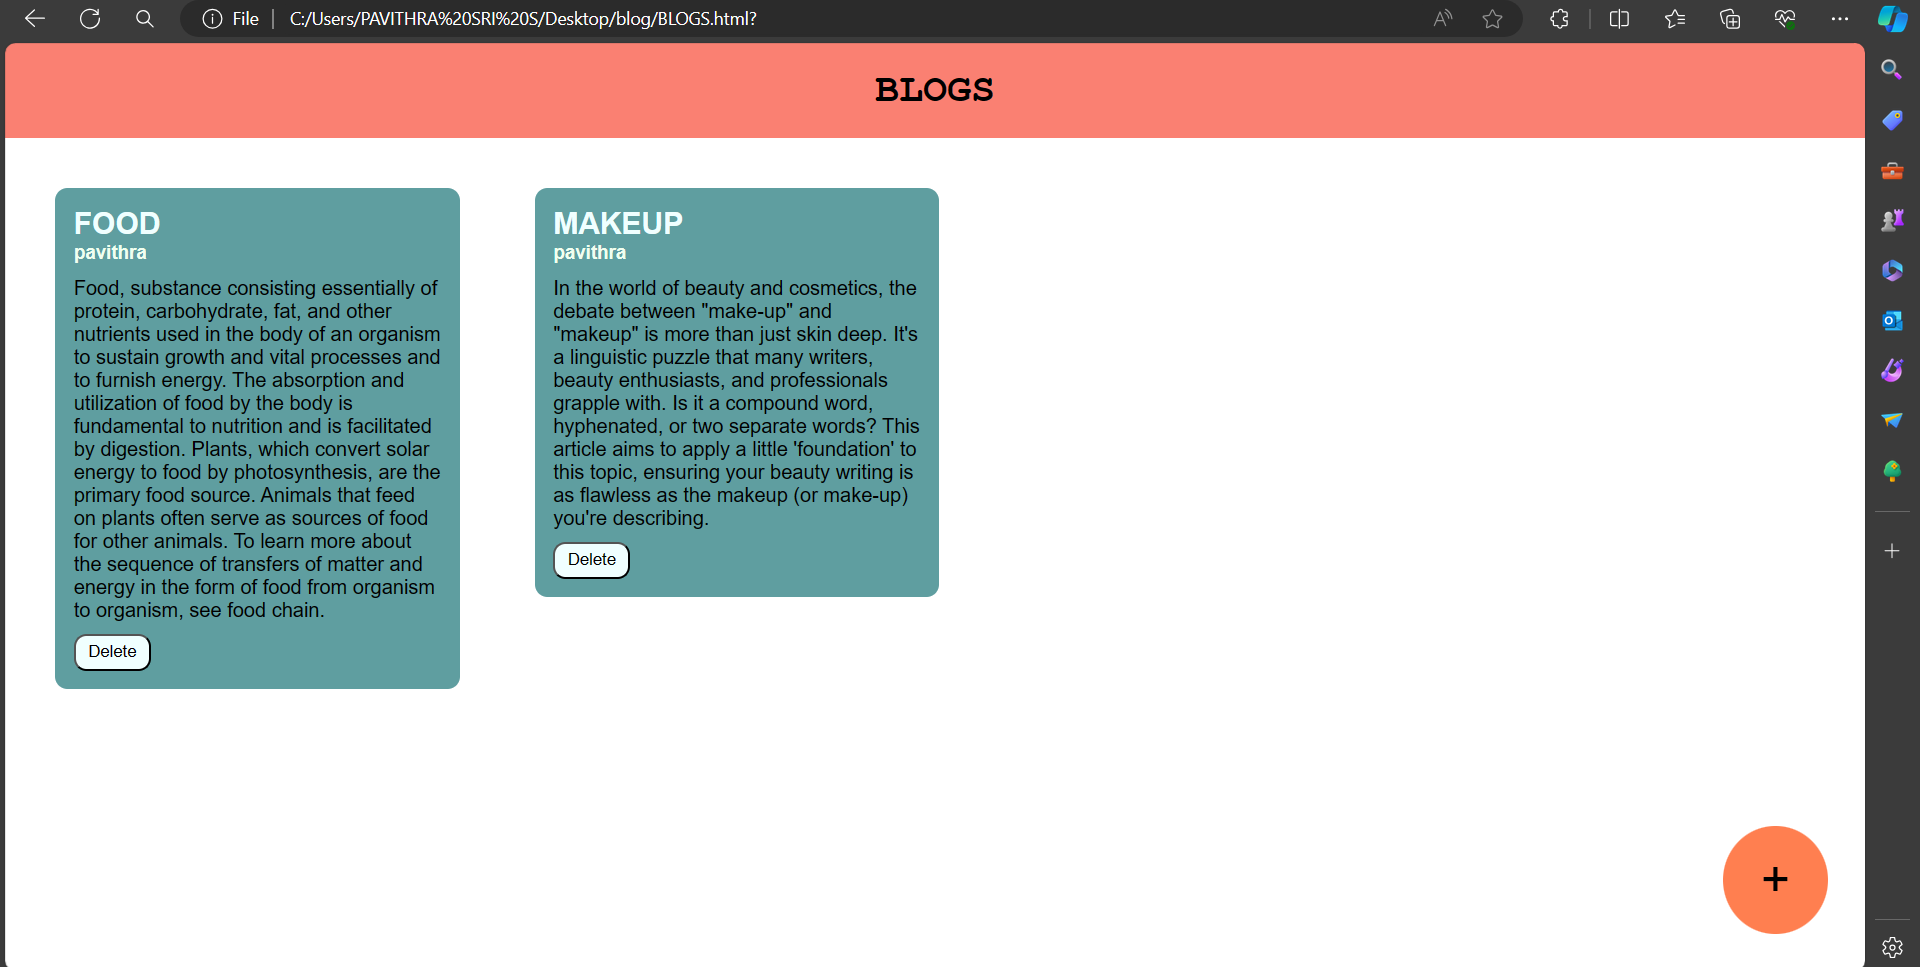 File
C:/Users/PAVITHRA%20SRI%20S/Desktop/blog/BLOGS.html?
BLOGS
FOOD
pavithra
Food, substance consisting essentially of
protein, carbohydrate, fat, and other
nutrients used in the body of an organism
to sustain growth and vital processes and
to furnish energy. The absorption and
utilization of food by the body is
fundamental to nutrition and is facilitated
by digestion. Plants, which convert solar
energy to food by photosynthesis, are the
primary food source. Animals that feed
on plants often serve as sources of food
for other animals. To learn more about
the sequence of transfers of matter and
energy in the form of food from organism
to organism, see food chain.
Delete
MAKEUP
pavithra
In the world of beauty and cosmetics, the
debate between "make-up" and
"makeup" is more than just skin deep. It's
a linguistic puzzle that many writers,
beauty enthusiasts, and professionals
grapple with. Is it a compound word,
hyphenated, or two separate words? This
article aims to apply a little 'foundation' to
this topic, ensuring your beauty writing is
as flawless as the makeup (or make-up)
you're describing.
Delete
+